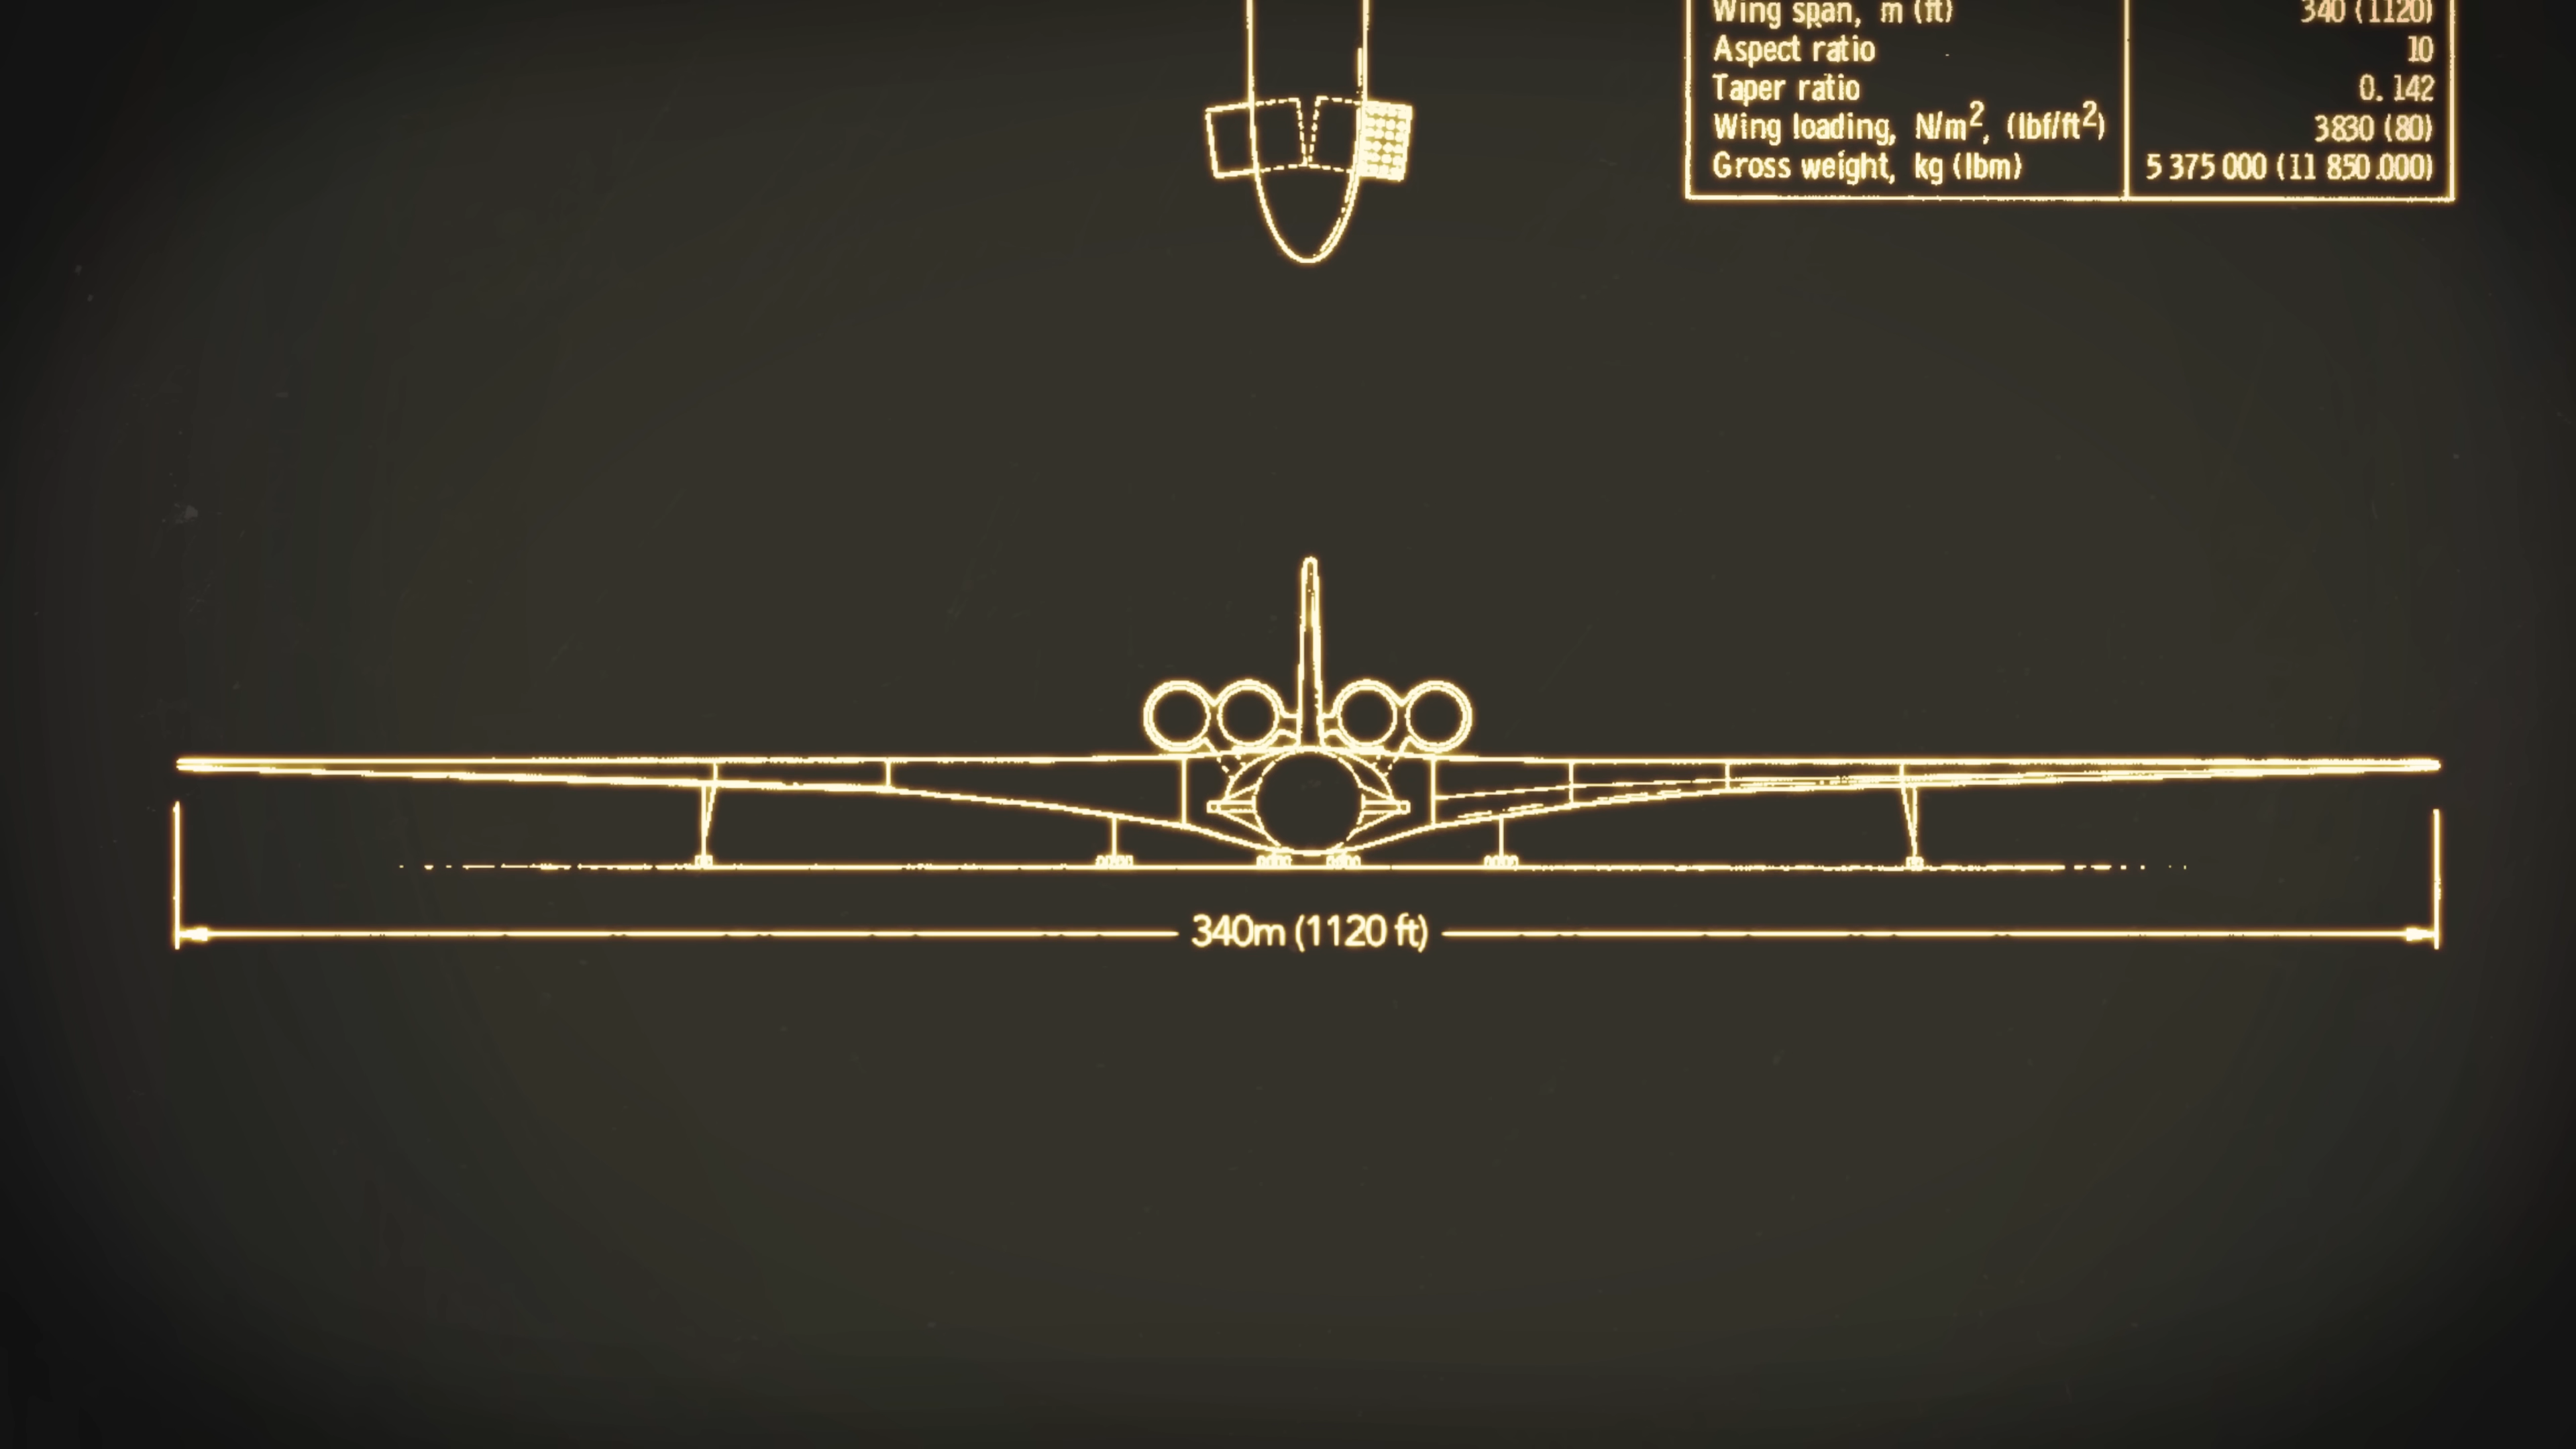 Wing span, m (ft) 340 (1120)
Aspect ratio 10
Taper ratio 0.142
Wing loading, N/m², (lbf/ft²) 3830 (80)
Gross weight, kg (lbm) 5 375 000 (11 850.000)
340m (1120 ft)